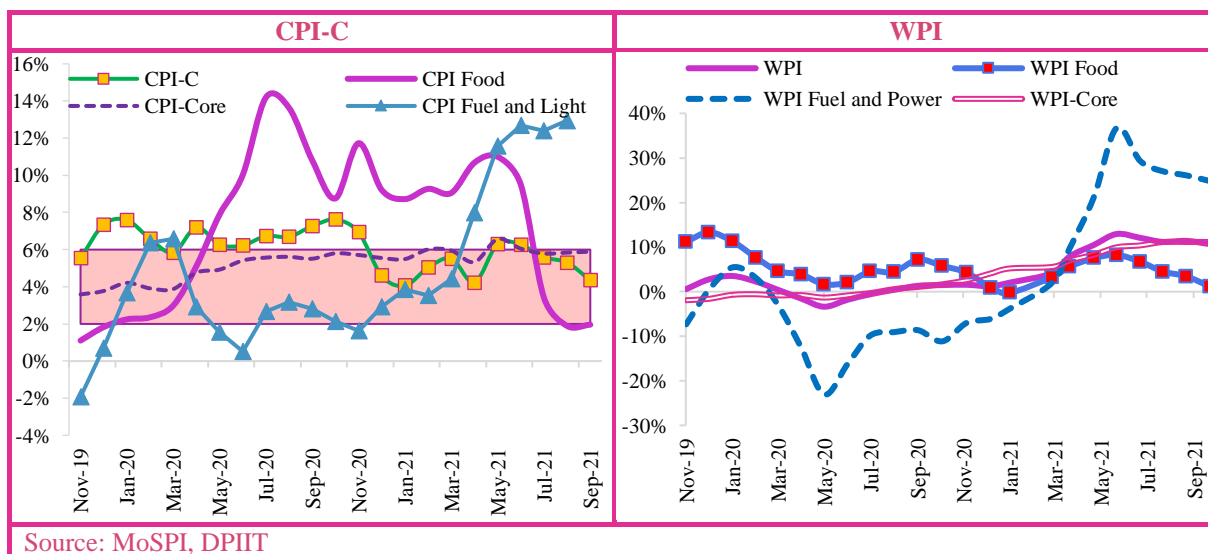 CPI-C
WPI
16%
14%
12%
10%
8%
6%
4%
2%
0%
-2%
-4%
CPI-C
CPI Food
CPI-Core
CPI Fuel and Light
Nov-19
Jan-20
Mar-20
May-20
Jul-20
Sep-20
Nov-20
Jan-21
Mar-21
May-21
Jul-21
Sep-21
WPI
WPI Food
WPI Fuel and Power
WPI-Core
40%
30%
20%
10%
0%
-10%
-20%
-30%
Nov-19
Jan-20
Mar-20
May-20
Jul-20
Sep-20
Nov-20
Jan-21
Mar-21
May-21
Jul-21
Sep-21
Source: MoSPI, DPIIT